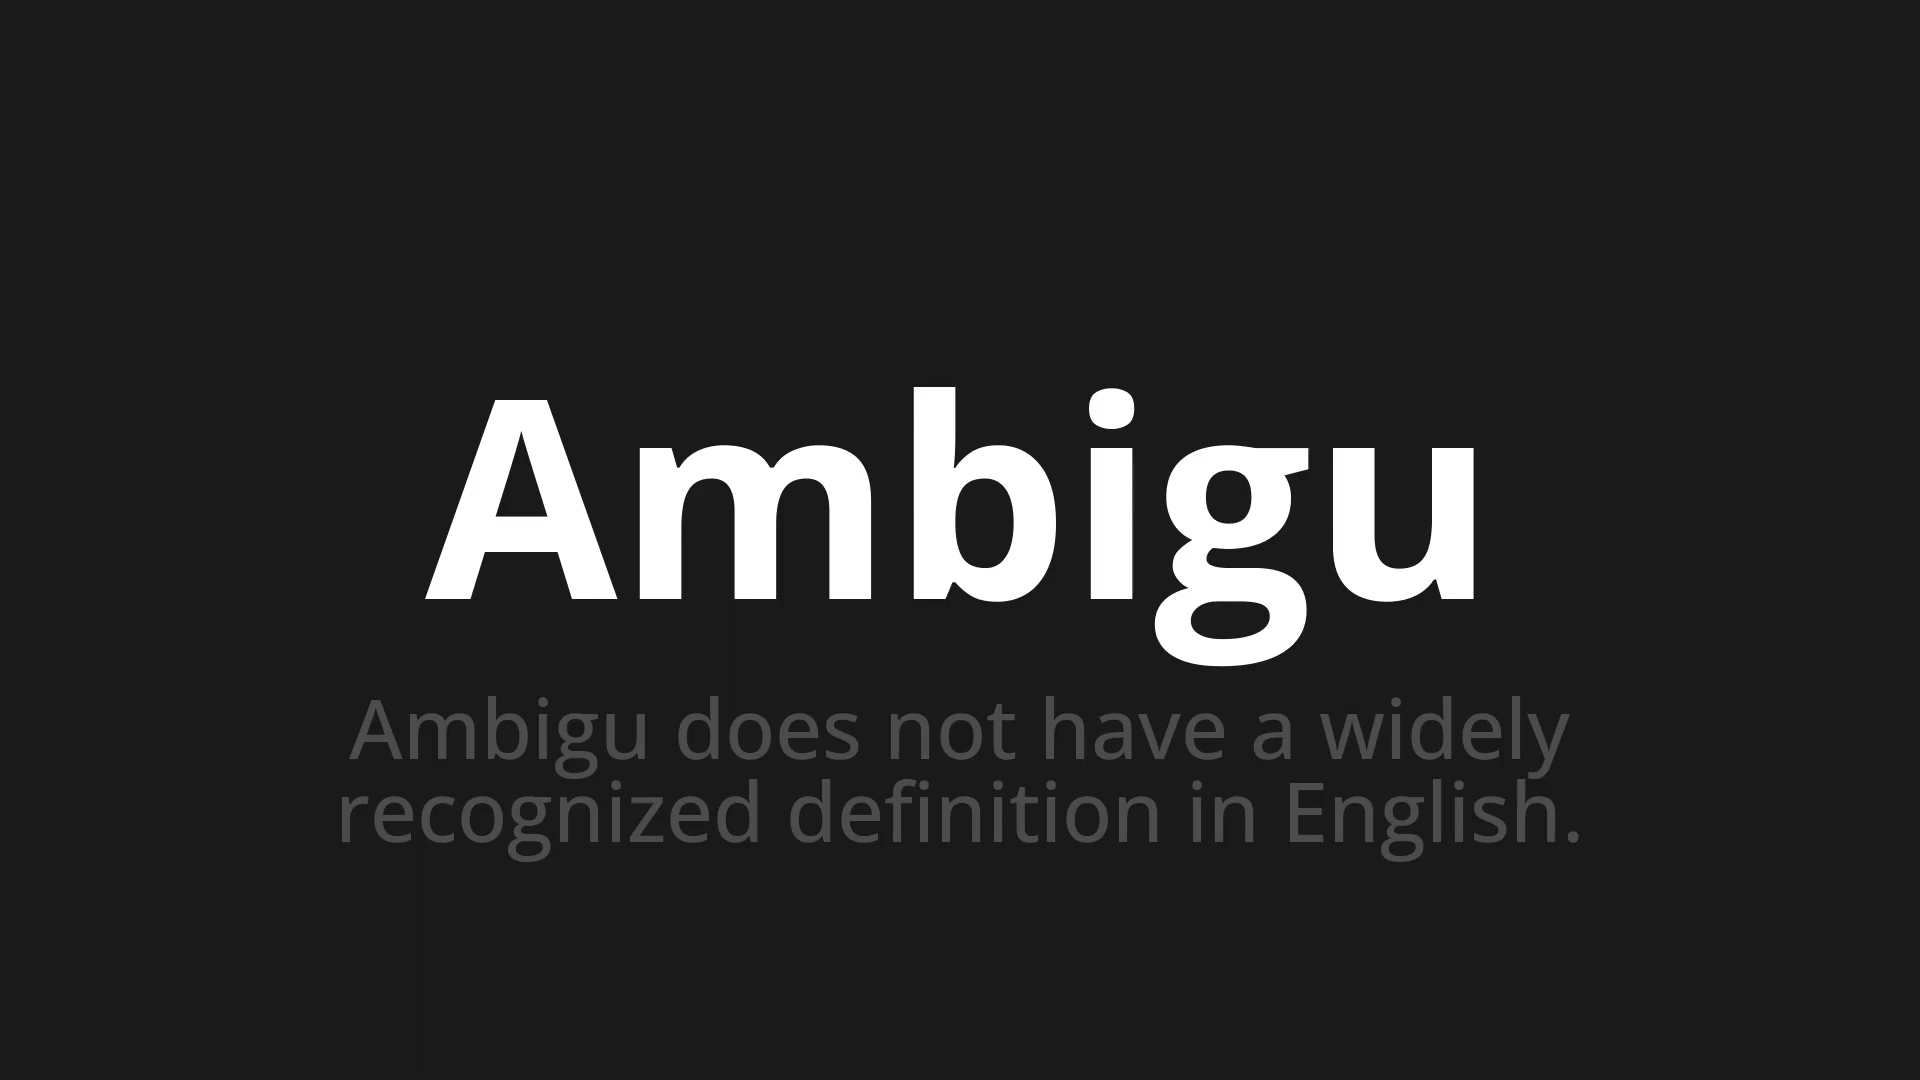 Ambigu
Ambigu does not have a widely
recognized definition in English.